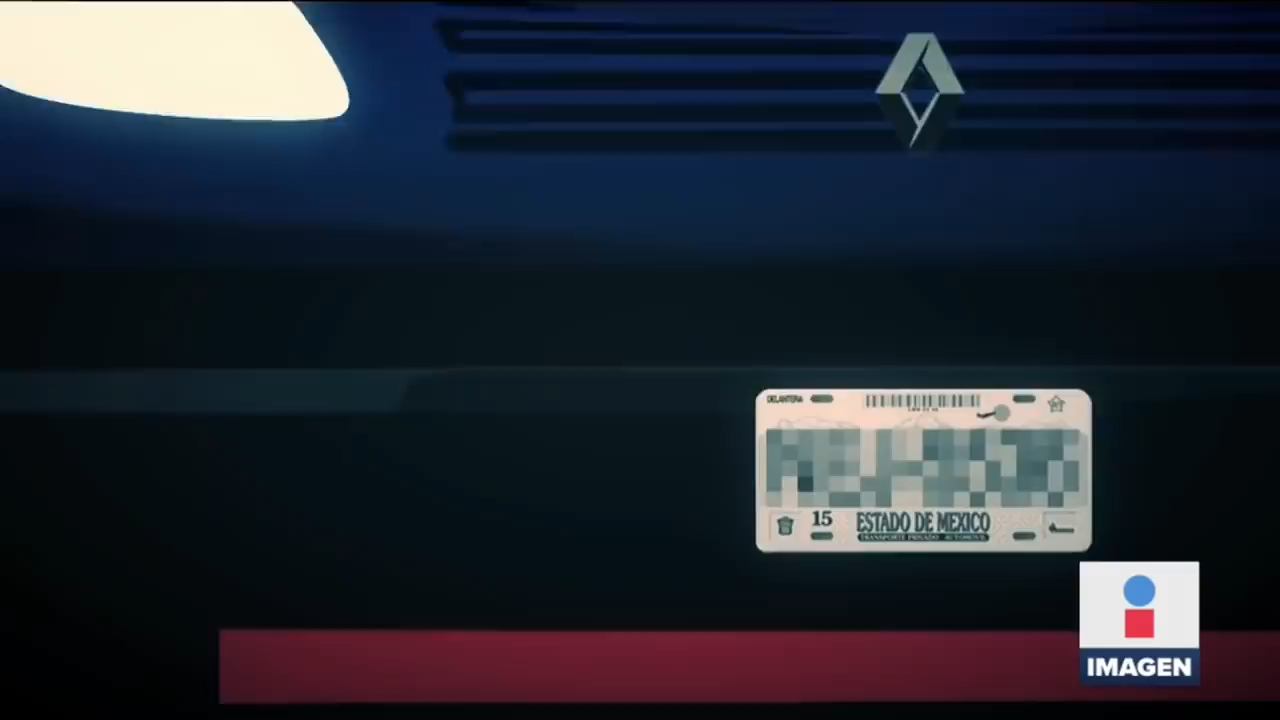 DELANTERA
15
ESTADO DE MEXICO
TRANSPORTE PRIVADO AUTOMOVIL
IMAGEN